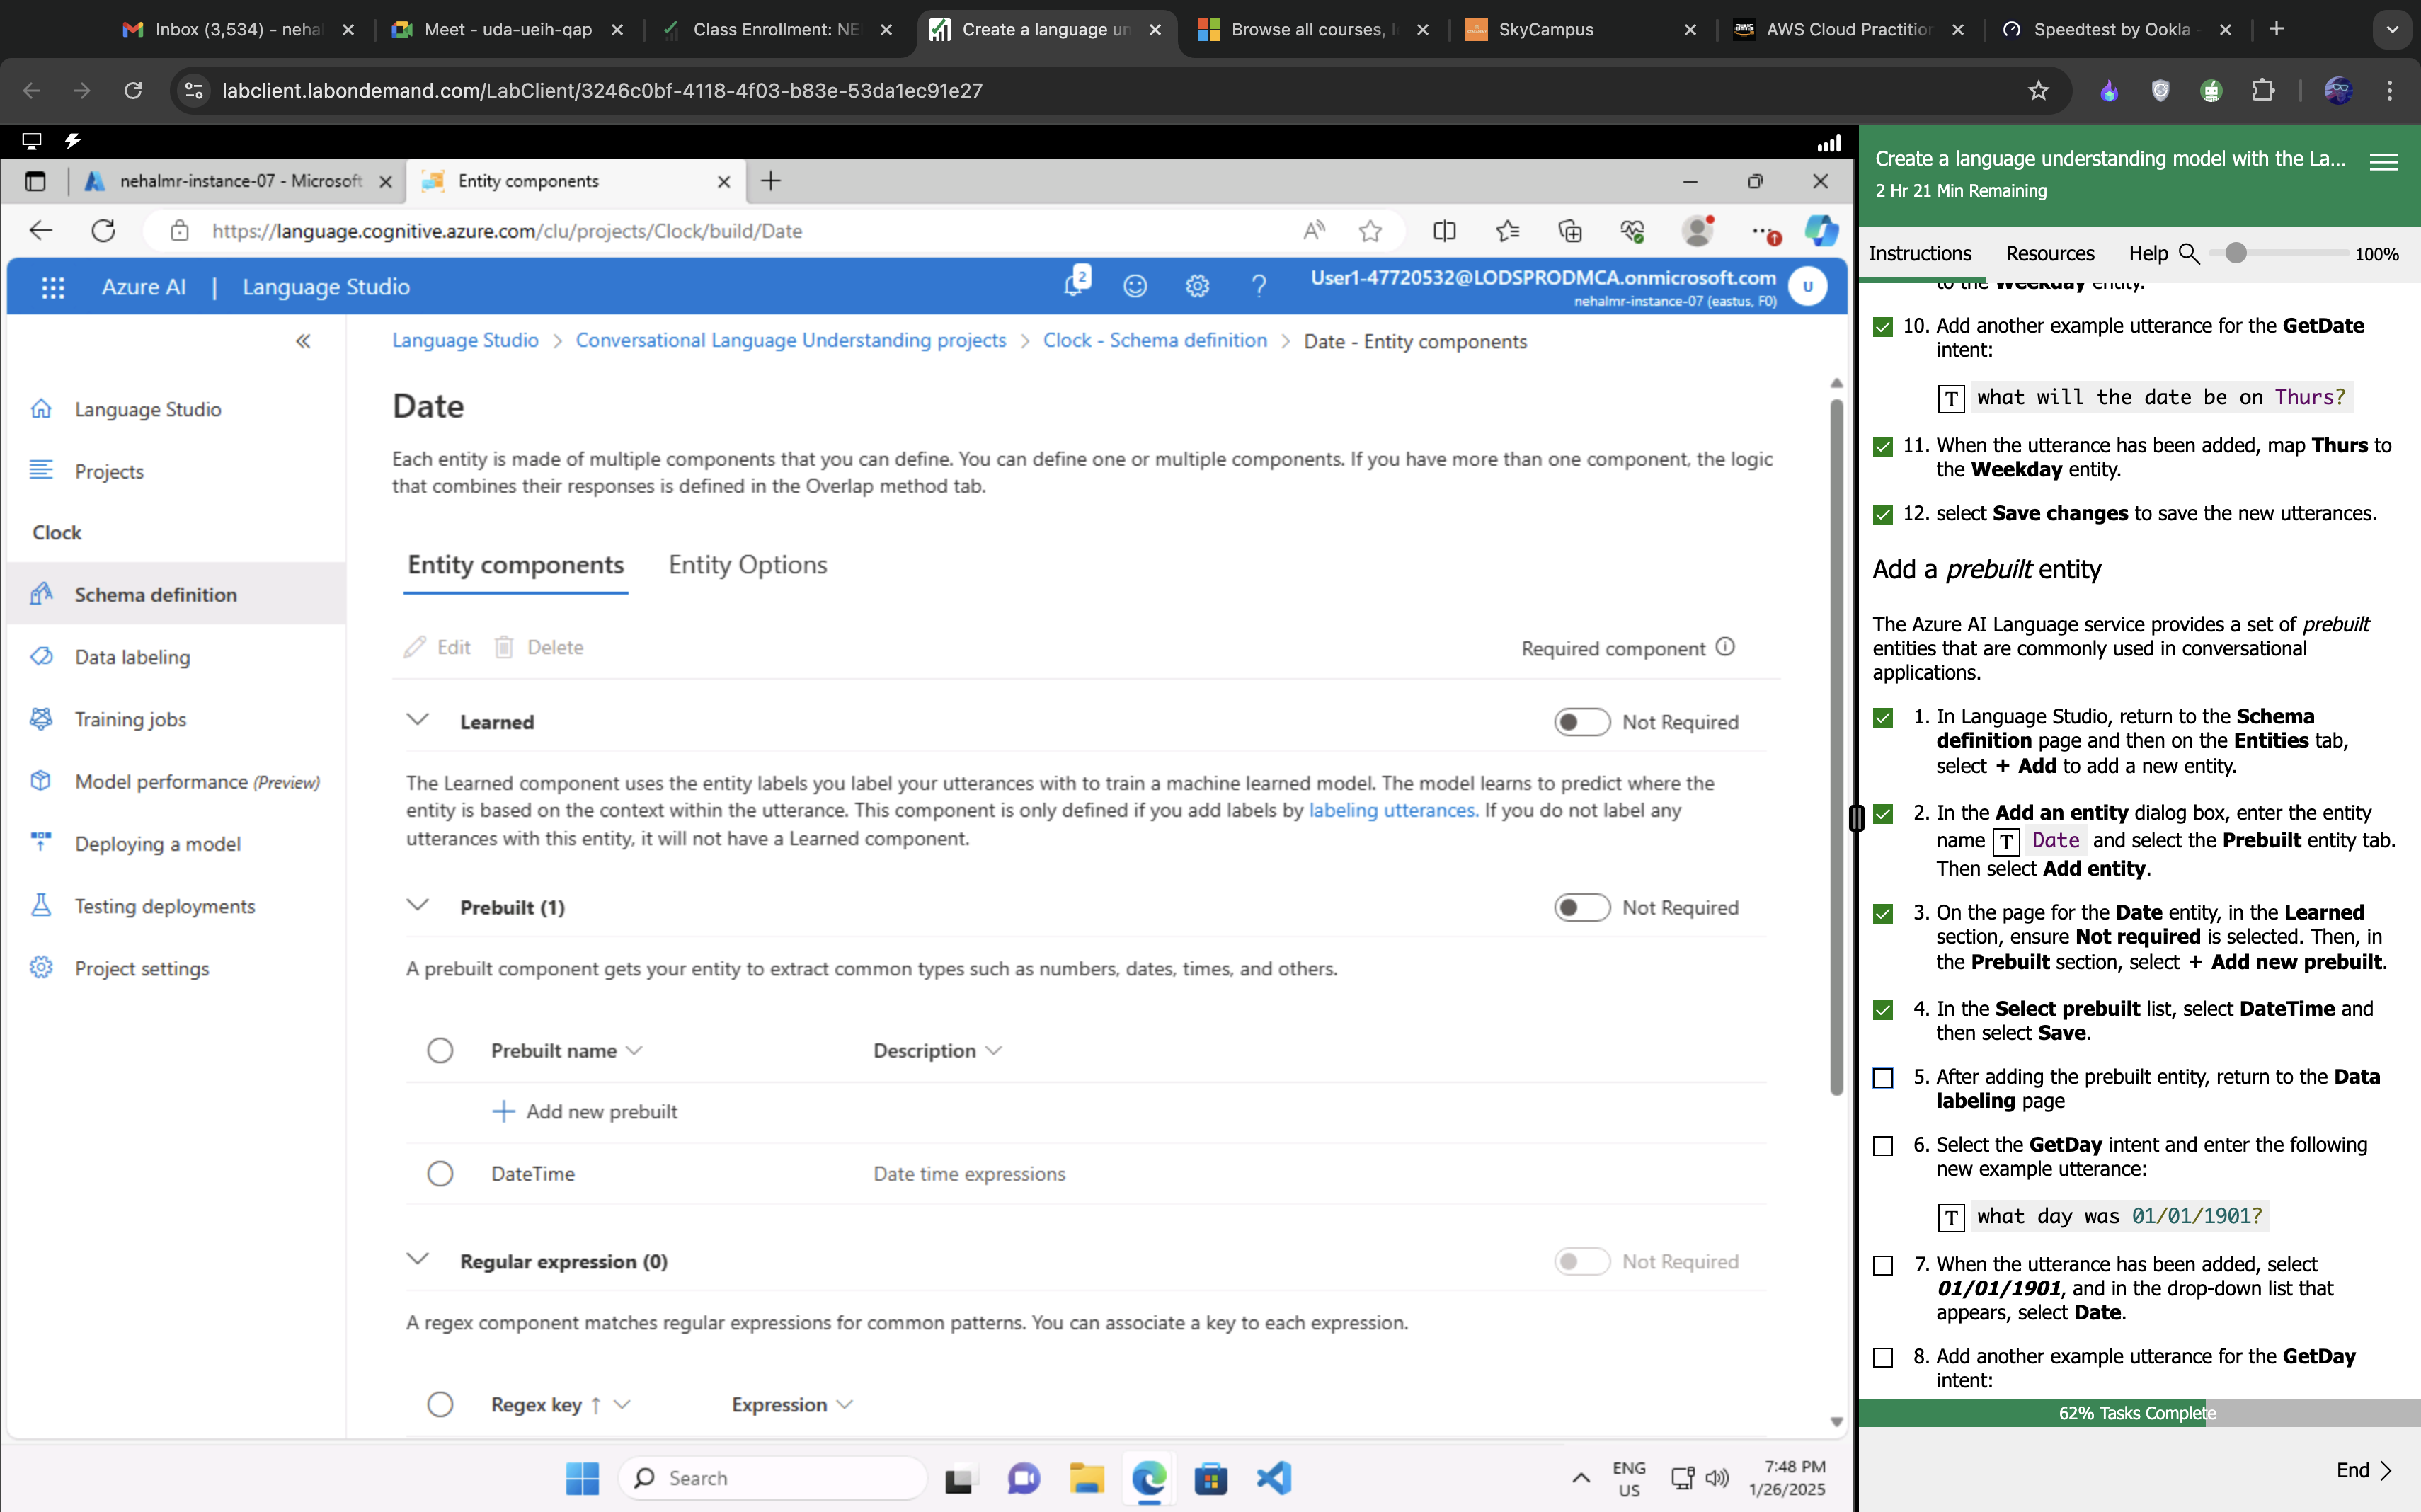 Inbox (3,534) - neha
Meet - uda-ueih-qap
Class Enrollment: NE
Create a language un
Browse all courses, l
SkyCampus
AWS Cloud Practition
Speedtest by Ookla -
labclient.labondemand.com/LabClient/3246c0bf-4118-4f03-b83e-53da1ec91e27
nehalmr-instance-07 - Microsoft
Entity components
https://language.cognitive.azure.com/clu/projects/Clock/build/Date
Azure AI | Language Studio
2
User1-47720532@LODSPRODMCA.onmicrosoft.com
nehalmr-instance-07 (eastus, F0)
U
Language Studio
Projects
Clock
Schema definition
Data labeling
Training jobs
Model performance (Preview)
Deploying a model
Testing deployments
Project settings
Language Studio > Conversational Language Understanding projects > Clock - Schema definition > Date - Entity components
Date
Each entity is made of multiple components that you can define. You can define one or multiple components. If you have more than one component, the logic
that combines their responses is defined in the Overlap method tab.
Entity components
Entity Options
Edit
Delete
Required component
Learned
Not Required
The Learned component uses the entity labels you label your utterances with to train a machine learned model. The model learns to predict where the
entity is based on the context within the utterance. This component is only defined if you add labels by labeling utterances. If you do not label any
utterances with this entity, it will not have a Learned component.
Prebuilt (1)
Not Required
A prebuilt component gets your entity to extract common types such as numbers, dates, times, and others.
Prebuilt name
Description
Add new prebuilt
DateTime
Date time expressions
Regular expression (0)
Not Required
A regex component matches regular expressions for common patterns. You can associate a key to each expression.
Regex key ↑
Expression
Search
ENG
US
7:48 PM
1/26/2025
Create a language understanding model with the La...
2 Hr 21 Min Remaining
Instructions
Resources
Help
100%
to the Weekday entity.
10. Add another example utterance for the GetDate
intent:
T what will the date be on Thurs?
11. When the utterance has been added, map Thurs to
the Weekday entity.
12. select Save changes to save the new utterances.
Add a prebuilt entity
The Azure AI Language service provides a set of prebuilt
entities that are commonly used in conversational
applications.
1. In Language Studio, return to the Schema
definition page and then on the Entities tab,
select + Add to add a new entity.
2. In the Add an entity dialog box, enter the entity
name T Date and select the Prebuilt entity tab.
Then select Add entity.
3. On the page for the Date entity, in the Learned
section, ensure Not required is selected. Then, in
the Prebuilt section, select + Add new prebuilt.
4. In the Select prebuilt list, select DateTime and
then select Save.
5. After adding the prebuilt entity, return to the Data
labeling page
6. Select the GetDay intent and enter the following
new example utterance:
T what day was 01/01/1901?
7. When the utterance has been added, select
01/01/1901, and in the drop-down list that
appears, select Date.
8. Add another example utterance for the GetDay
intent:
62% Tasks Complete
End